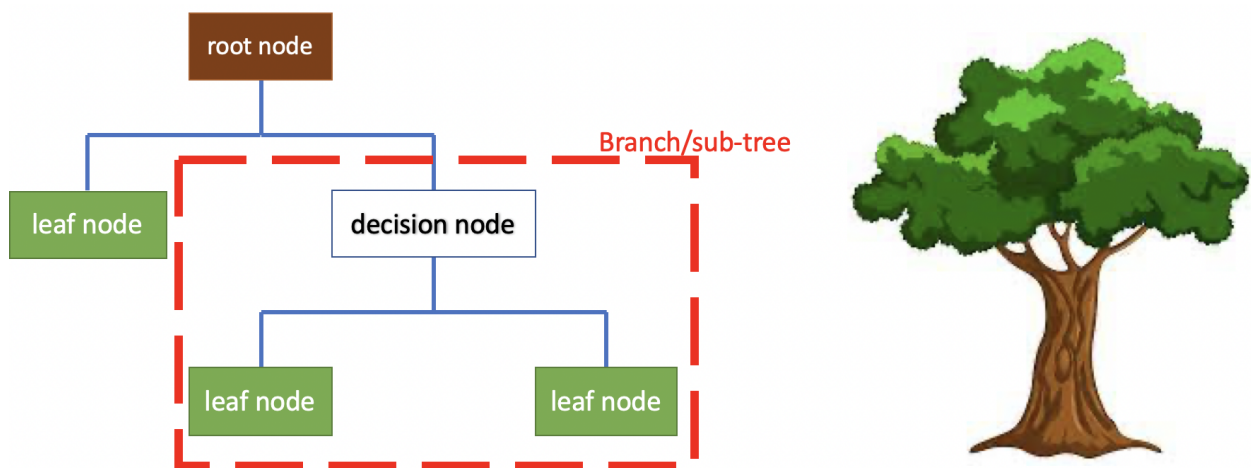 root node
Branch/sub-tree
leaf node
decision node
leaf node
leaf node